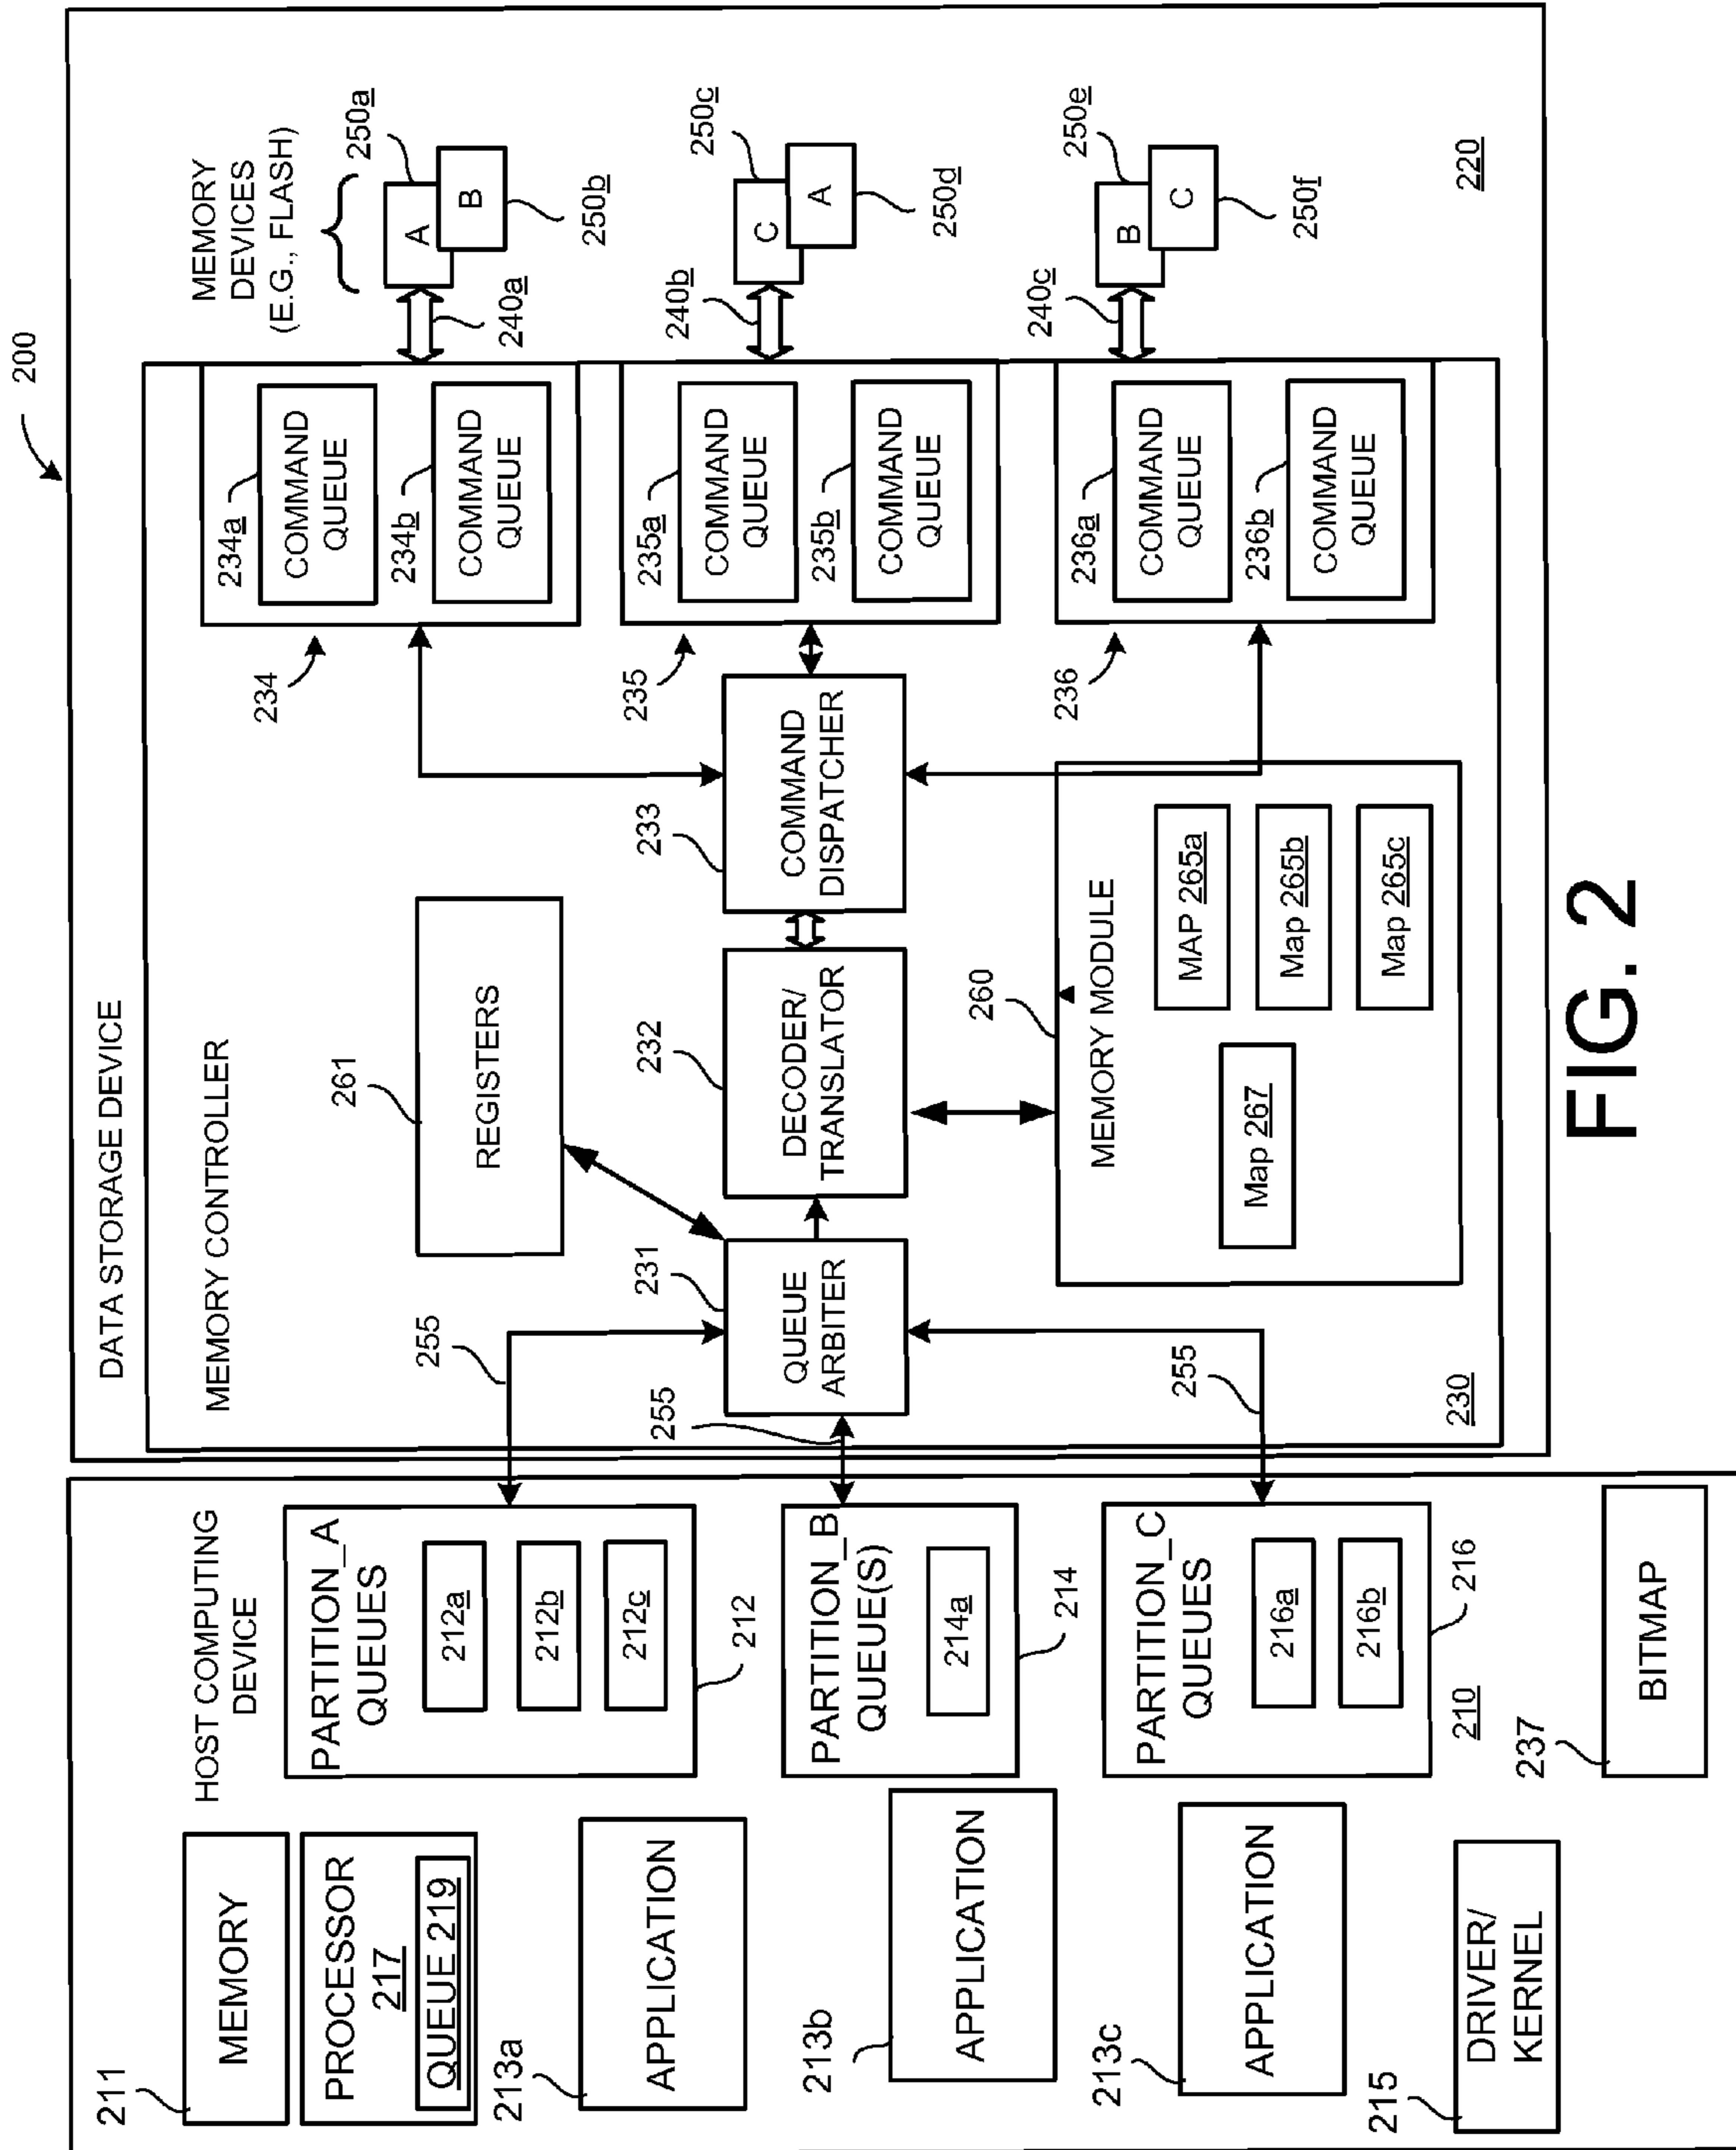 200
HOST COMPUTING
DEVICE
211
MEMORY
PROCESSOR
217
QUEUE 219
213a
APPLICATION
213b
APPLICATION
213c
APPLICATION
215
DRIVER/
KERNEL
PARTITION_A
QUEUES
212a
212b
212c
212
PARTITION_B
QUEUE(S)
214a
214
PARTITION_C
QUEUES
216a
216b
216
210
237
BITMAP
DATA STORAGE DEVICE
MEMORY CONTROLLER
255
255
255
261
REGISTERS
231
QUEUE
ARBITER
232
DECODER/
TRANSLATOR
233
COMMAND
DISPATCHER
260
MEMORY MODULE
Map 267
MAP 265a
Map 265b
Map 265c
230
234
234a
COMMAND
QUEUE
234b
COMMAND
QUEUE
235
235a
COMMAND
QUEUE
235b
COMMAND
QUEUE
236
236a
COMMAND
QUEUE
236b
COMMAND
QUEUE
MEMORY
DEVICES
(E.G., FLASH)
240a
A
250a
B
250b
240b
C
250c
A
250d
240c
B
250e
C
250f
220
FIG. 2